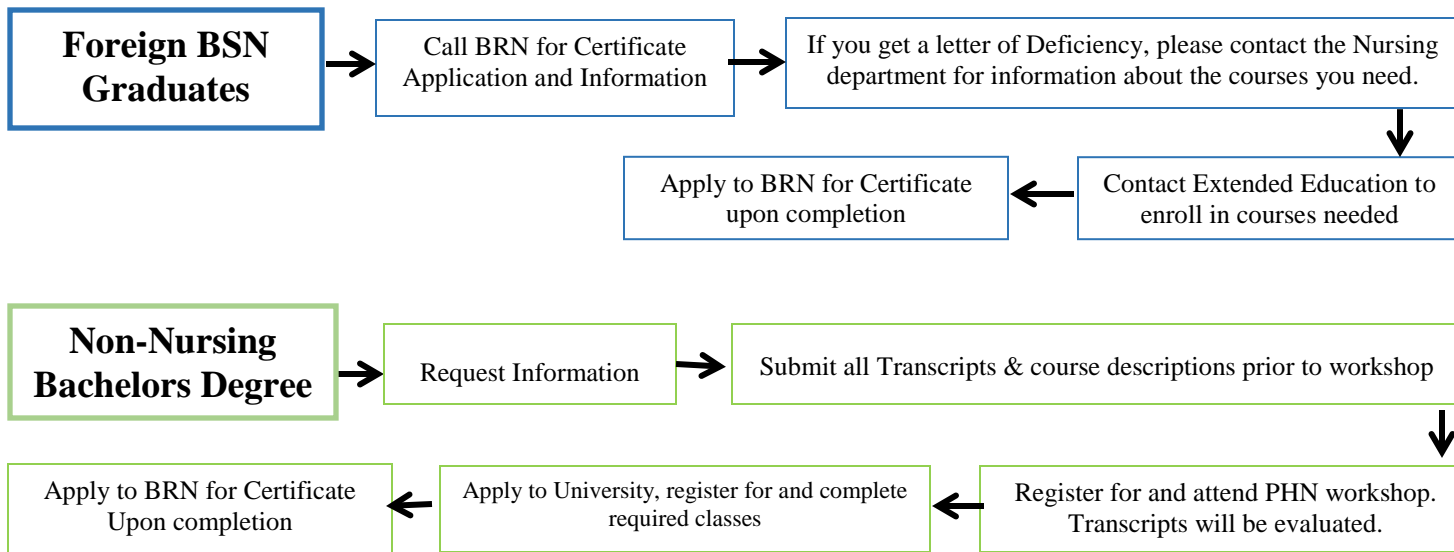 Foreign BSN
Graduates
Call BRN for Certificate
Application and Information
If you get a letter of Deficiency, please contact the Nursing
department for information about the courses you need.
Contact Extended Education to
enroll in courses needed
Apply to BRN for Certificate
upon completion
Non-Nursing
Bachelors Degree
Request Information
Submit all Transcripts & course descriptions prior to workshop
Register for and attend PHN workshop.
Transcripts will be evaluated.
Apply to University, register for and complete
required classes
Apply to BRN for Certificate
Upon completion